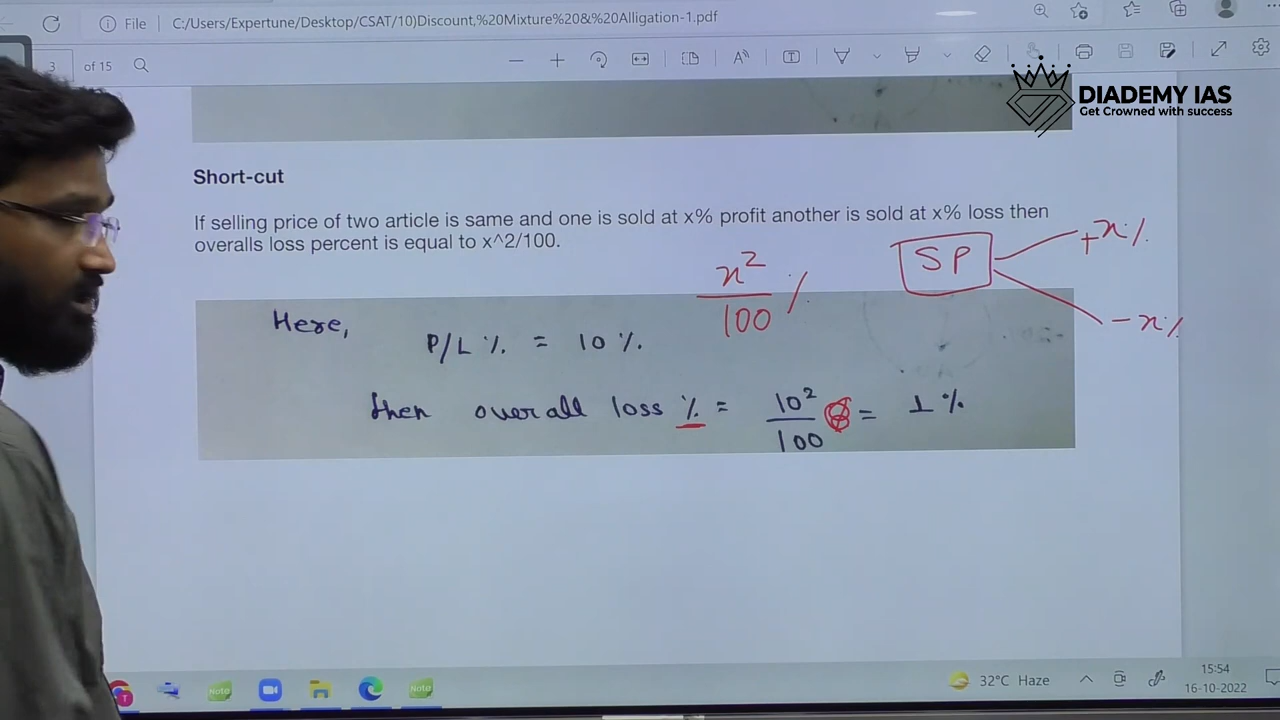 File C:/Users/Expertune/Desktop/CSAT/10)Discount,%20Mixture%20&%20Alligation-1.pdf
3 of 15
DIADEMY IAS
Get Crowned with success
Short-cut
If selling price of two article is same and one is sold at x% profit another is sold at x% loss then
overalls loss percent is equal to x^2/100.
x²/100 %
SP
+x%
-x%
Here,
P/L % = 10 %.
then overall loss % = 10²/100 = 1 %
Note
Note
32°C Haze
15:54
16-10-2022